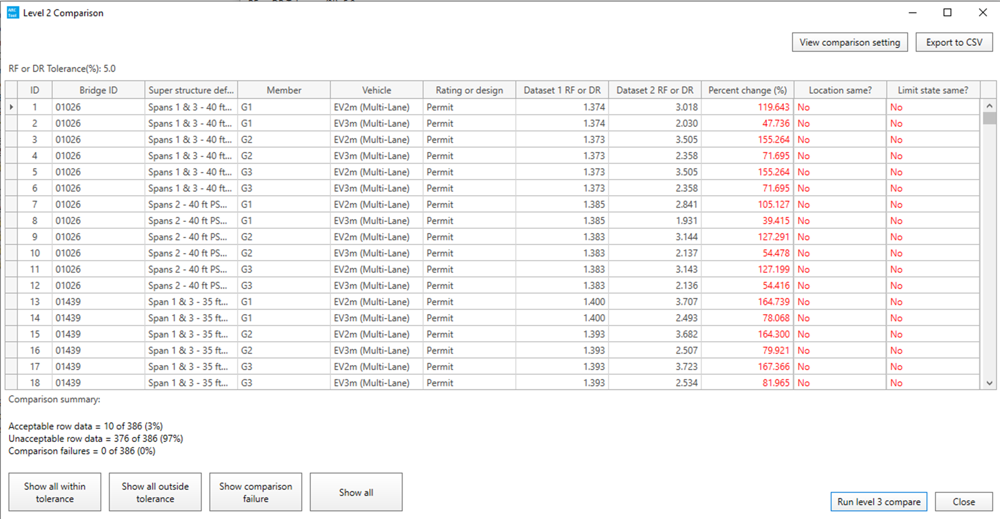 ARC
Tool
Level 2 Comparison
View comparison setting
Export to CSV
RF or DR Tolerance(%): 5.0
ID Bridge ID Super structure def... Member Vehicle Rating or design Dataset 1 RF or DR Dataset 2 RF or DR Percent change (%) Location same? Limit state same?
1 01026 Spans 1 & 3 - 40 ft... G1 EV2m (Multi-Lane) Permit 1.374 3.018 119.643 No No
2 01026 Spans 1 & 3 - 40 ft... G1 EV3m (Multi-Lane) Permit 1.374 2.030 47.736 No No
3 01026 Spans 1 & 3 - 40 ft... G2 EV2m (Multi-Lane) Permit 1.373 3.505 155.264 No No
4 01026 Spans 1 & 3 - 40 ft... G2 EV3m (Multi-Lane) Permit 1.373 2.358 71.695 No No
5 01026 Spans 1 & 3 - 40 ft... G3 EV2m (Multi-Lane) Permit 1.373 3.505 155.264 No No
6 01026 Spans 1 & 3 - 40 ft... G3 EV3m (Multi-Lane) Permit 1.373 2.358 71.695 No No
7 01026 Spans 2 - 40 ft PS... G1 EV2m (Multi-Lane) Permit 1.385 2.841 105.127 No No
8 01026 Spans 2 - 40 ft PS... G1 EV3m (Multi-Lane) Permit 1.385 1.931 39.415 No No
9 01026 Spans 2 - 40 ft PS... G2 EV2m (Multi-Lane) Permit 1.383 3.144 127.291 No No
10 01026 Spans 2 - 40 ft PS... G2 EV3m (Multi-Lane) Permit 1.383 2.137 54.478 No No
11 01026 Spans 2 - 40 ft PS... G3 EV2m (Multi-Lane) Permit 1.383 3.143 127.199 No No
12 01026 Spans 2 - 40 ft PS... G3 EV3m (Multi-Lane) Permit 1.383 2.136 54.416 No No
13 01439 Span 1 & 3 - 35 ft... G1 EV2m (Multi-Lane) Permit 1.400 3.707 164.739 No No
14 01439 Span 1 & 3 - 35 ft... G1 EV3m (Multi-Lane) Permit 1.400 2.493 78.068 No No
15 01439 Span 1 & 3 - 35 ft... G2 EV2m (Multi-Lane) Permit 1.393 3.682 164.300 No No
16 01439 Span 1 & 3 - 35 ft... G2 EV3m (Multi-Lane) Permit 1.393 2.507 79.921 No No
17 01439 Span 1 & 3 - 35 ft... G3 EV2m (Multi-Lane) Permit 1.393 3.723 167.366 No No
18 01439 Span 1 & 3 - 35 ft... G3 EV3m (Multi-Lane) Permit 1.393 2.534 81.965 No No
Comparison summary:
Acceptable row data = 10 of 386 (3%)
Unacceptable row data = 376 of 386 (97%)
Comparison failures = 0 of 386 (0%)
Show all within
tolerance
Show all outside
tolerance
Show comparison
failure
Show all
Run level 3 compare
Close